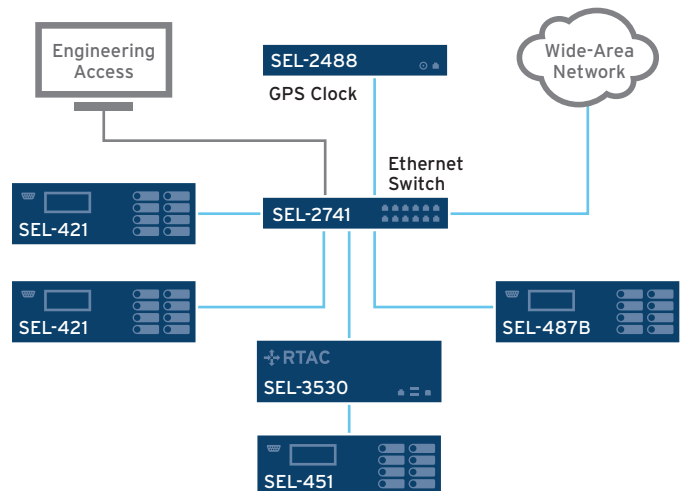 Engineering
Access
SEL-2488
GPS Clock
Wide-Area
Network
Ethernet
Switch
SEL-421
SEL-2741
SEL-421
SEL-487B
RTAC
SEL-3530
SEL-451